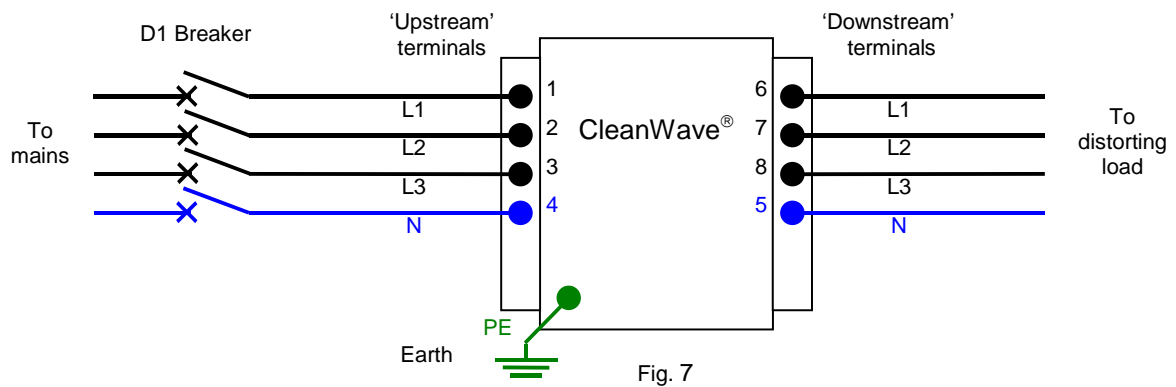 D1 Breaker
‘Upstream’
terminals
‘Downstream’
terminals
To
mains
L1
L2
L3
N
1
2
3
4
CleanWave®
6
7
8
5
L1
L2
L3
N
To
distorting
load
PE
Earth
Fig. 7